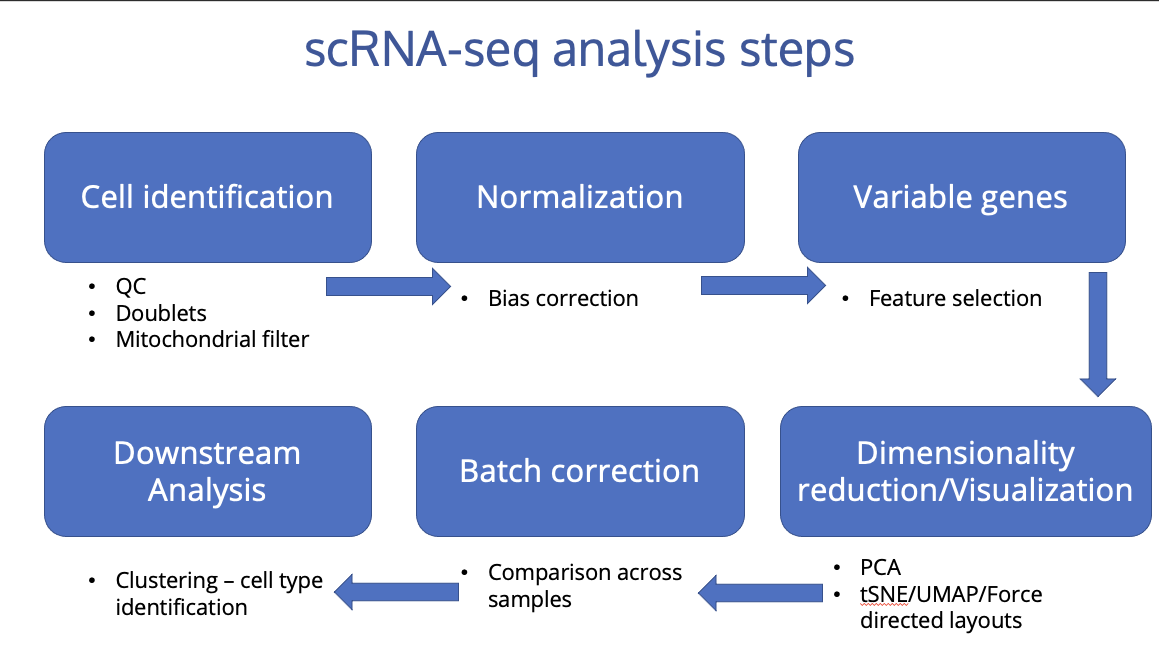 scRNA-seq analysis steps
Cell identification
• QC
• Doublets
• Mitochondrial filter
Normalization
• Bias correction
Variable genes
• Feature selection
Dimensionality
reduction/Visualization
• PCA
• tSNE/UMAP/Force
directed layouts
Batch correction
• Comparison across
samples
Downstream
Analysis
• Clustering – cell type
identification